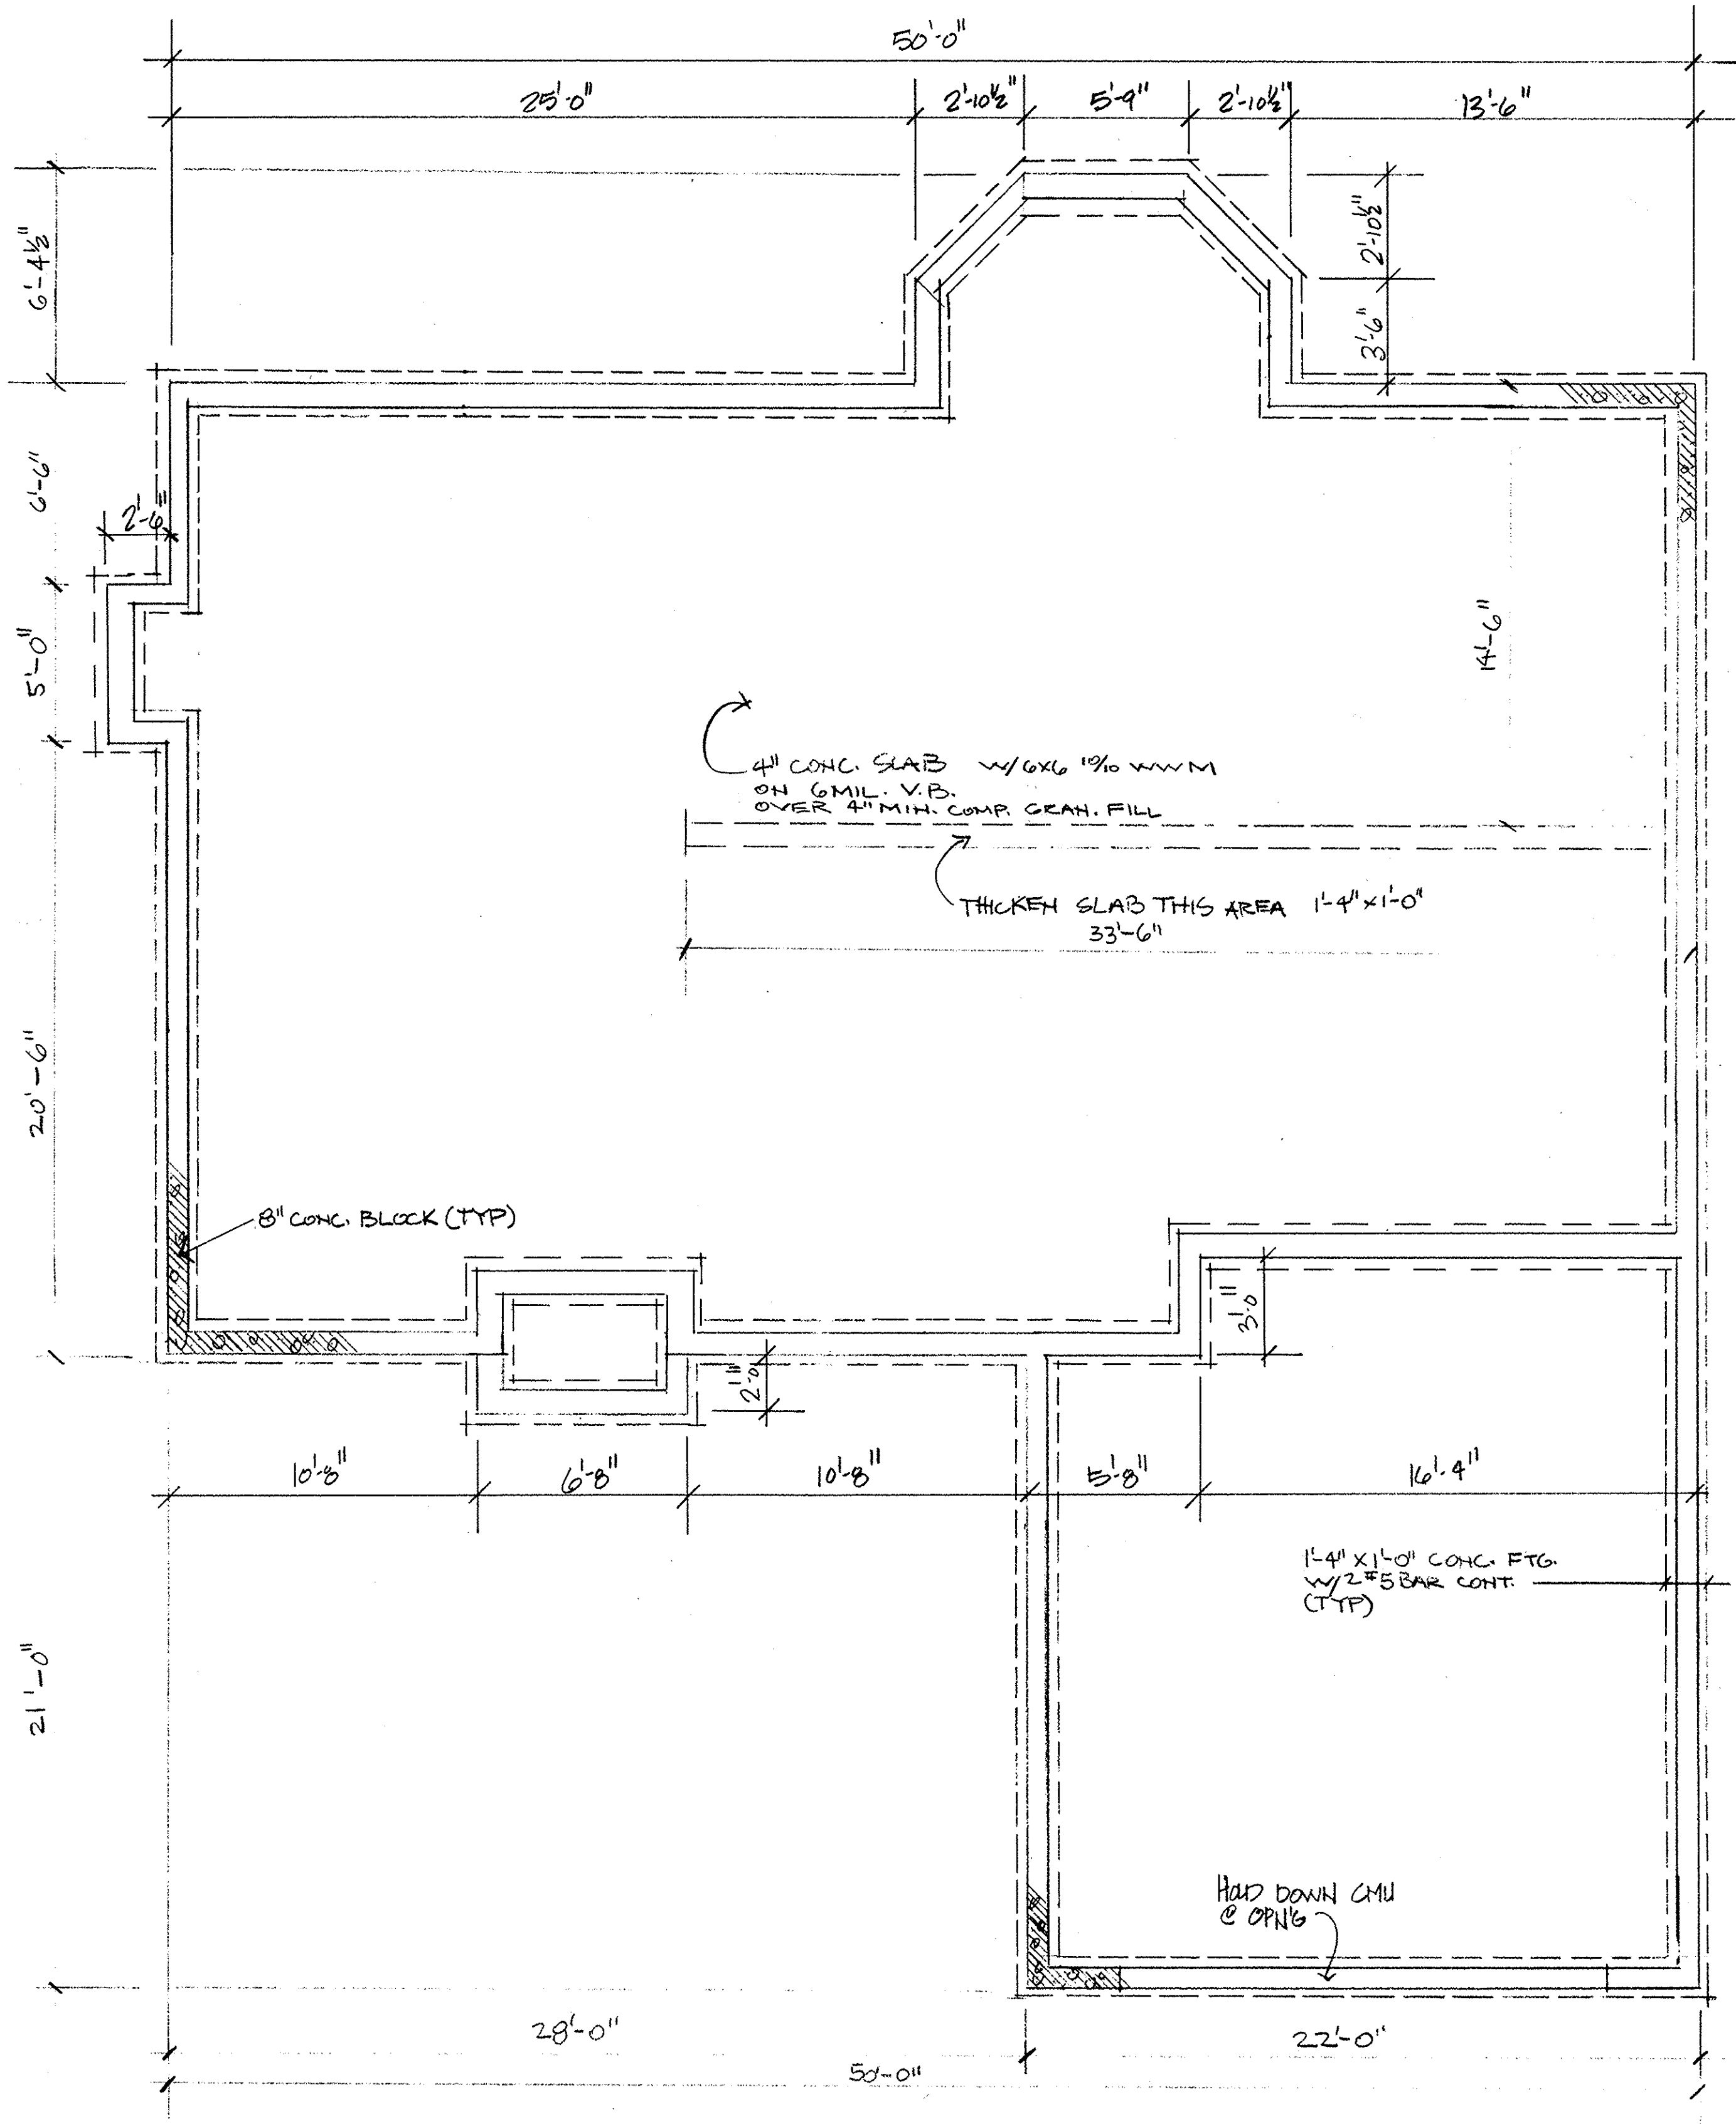 50'-0"
25'-0" 2'-10½" 5'-9" 2'-10½" 13'-6"
6'-4½"
2'-10½"
3'-6"
6'-6"
2'-6"
5'-0"
14'-6"
4" CONC. SLAB W/6X6 10/10 WWM
ON 6MIL. V.B.
OVER 4" MIN. COMP. GRAN. FILL
THICKEN SLAB THIS AREA 1'-4"x1'-0"
33'-6"
20'-6"
8" CONC. BLOCK (TYP)
3'-0"
2'-0"
10'-8" 6'-8" 10'-8" 5'-8" 16'-4"
1'-4" X 1'-0" CONC. FTG.
W/2 #5 BAR CONT.
(TYP)
21'-0"
HOLD DOWN CMU
@ OPN'G
28'-0" 22'-0"
50'-0"